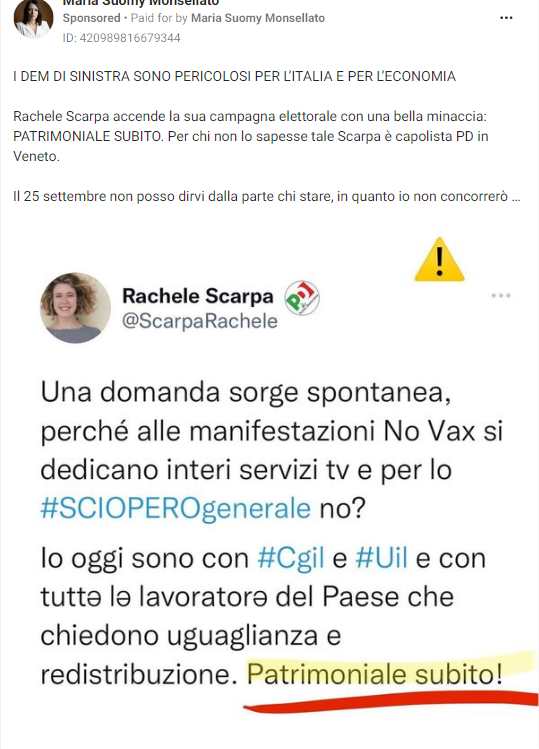 Maria Suomy Monsellato
Sponsored • Paid for by Maria Suomy Monsellato
ID: 420989816679344
I DEM DI SINISTRA SONO PERICOLOSI PER L'ITALIA E PER L'ECONOMIA
Rachele Scarpa accende la sua campagna elettorale con una bella minaccia:
PATRIMONIALE SUBITO. Per chi non lo sapesse tale Scarpa è capolista PD in
Veneto.
Il 25 settembre non posso dirvi dalla parte chi stare, in quanto io non concorrerò ...
Rachele Scarpa
PD
@ScarpaRachele
Una domanda sorge spontanea,
perché alle manifestazioni No Vax si
dedicano interi servizi tv e per lo
#SCIOPEROgenerale no?
Io oggi sono con #Cgil e #Uil e con
tuttə lə lavoratorə del Paese che
chiedono uguaglianza e
redistribuzione. Patrimoniale subito!